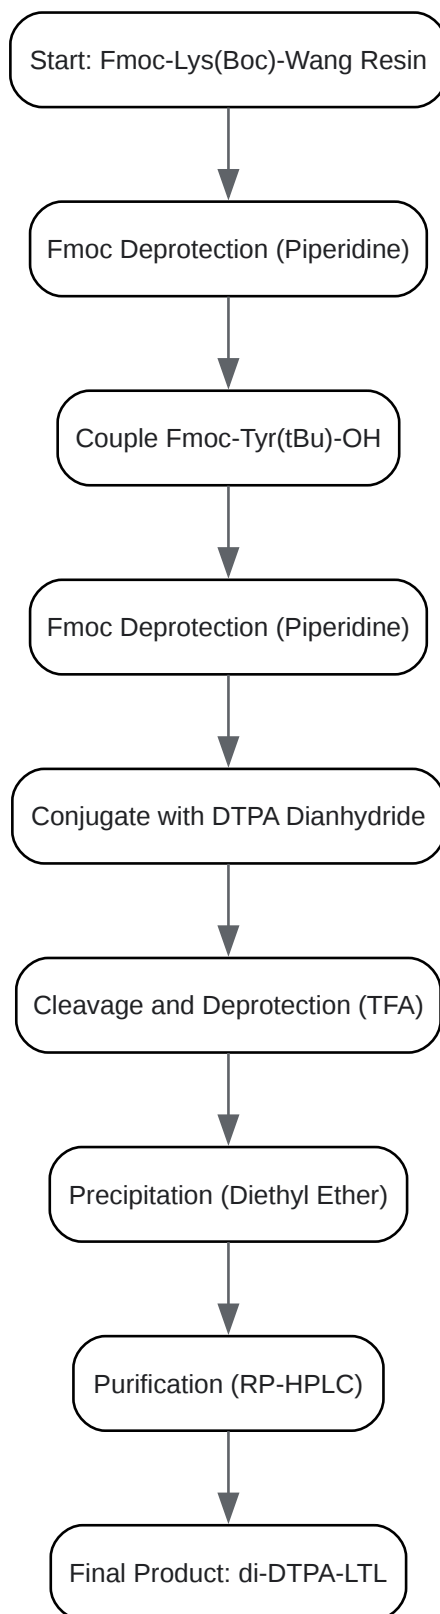 Start: Fmoc-Lys(Boc)-Wang Resin
Fmoc Deprotection (Piperidine)
Couple Fmoc-Tyr(tBu)-OH
Fmoc Deprotection (Piperidine)
Conjugate with DTPA Dianhydride
Cleavage and Deprotection (TFA)
Precipitation (Diethyl Ether)
Purification (RP-HPLC)
Final Product: di-DTPA-LTL